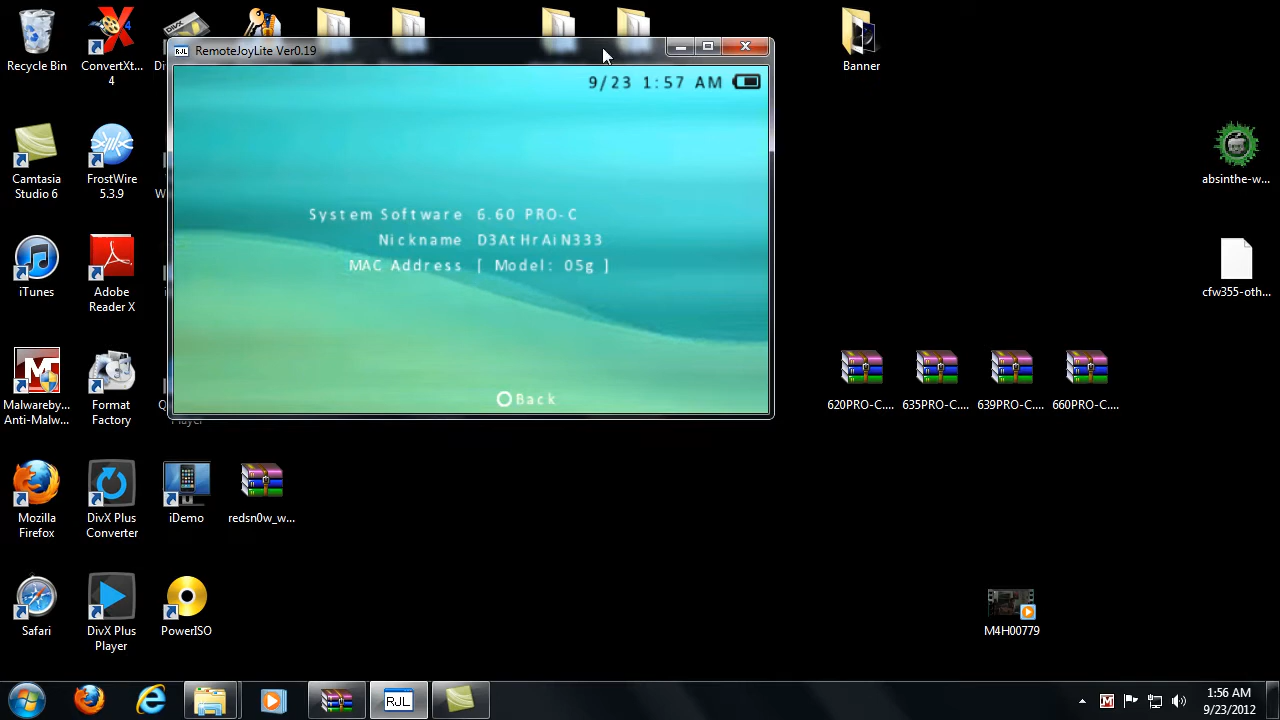 RemoteJoyLite Ver0.19
RJL
9/23 1:57 AM
System Software 6.60 PRO-C
Nickname D3AtHrAiN333
MAC Address [ Model: 05g ]
Back
Recycle Bin
ConvertXt...
4
Banner
Camtasia
Studio 6
FrostWire
5.3.9
absinthe-w...
iTunes
Adobe
Reader X
cfw355-oth...
Malwareby...
Anti-Malw...
Format
Factory
Player
620PRO-C....
635PRO-C....
639PRO-C....
660PRO-C....
Mozilla
Firefox
DivX Plus
Converter
iDemo
redsn0w_w...
Safari
DivX Plus
Player
PowerISO
M4H00779
RJL
1:56 AM
9/23/2012